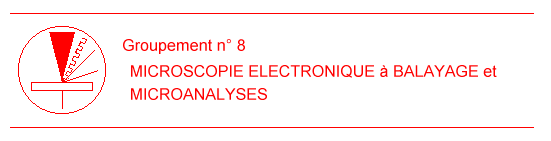 Groupement n° 8
MICROSCOPIE ELECTRONIQUE à BALAYAGE et
MICROANALYSES